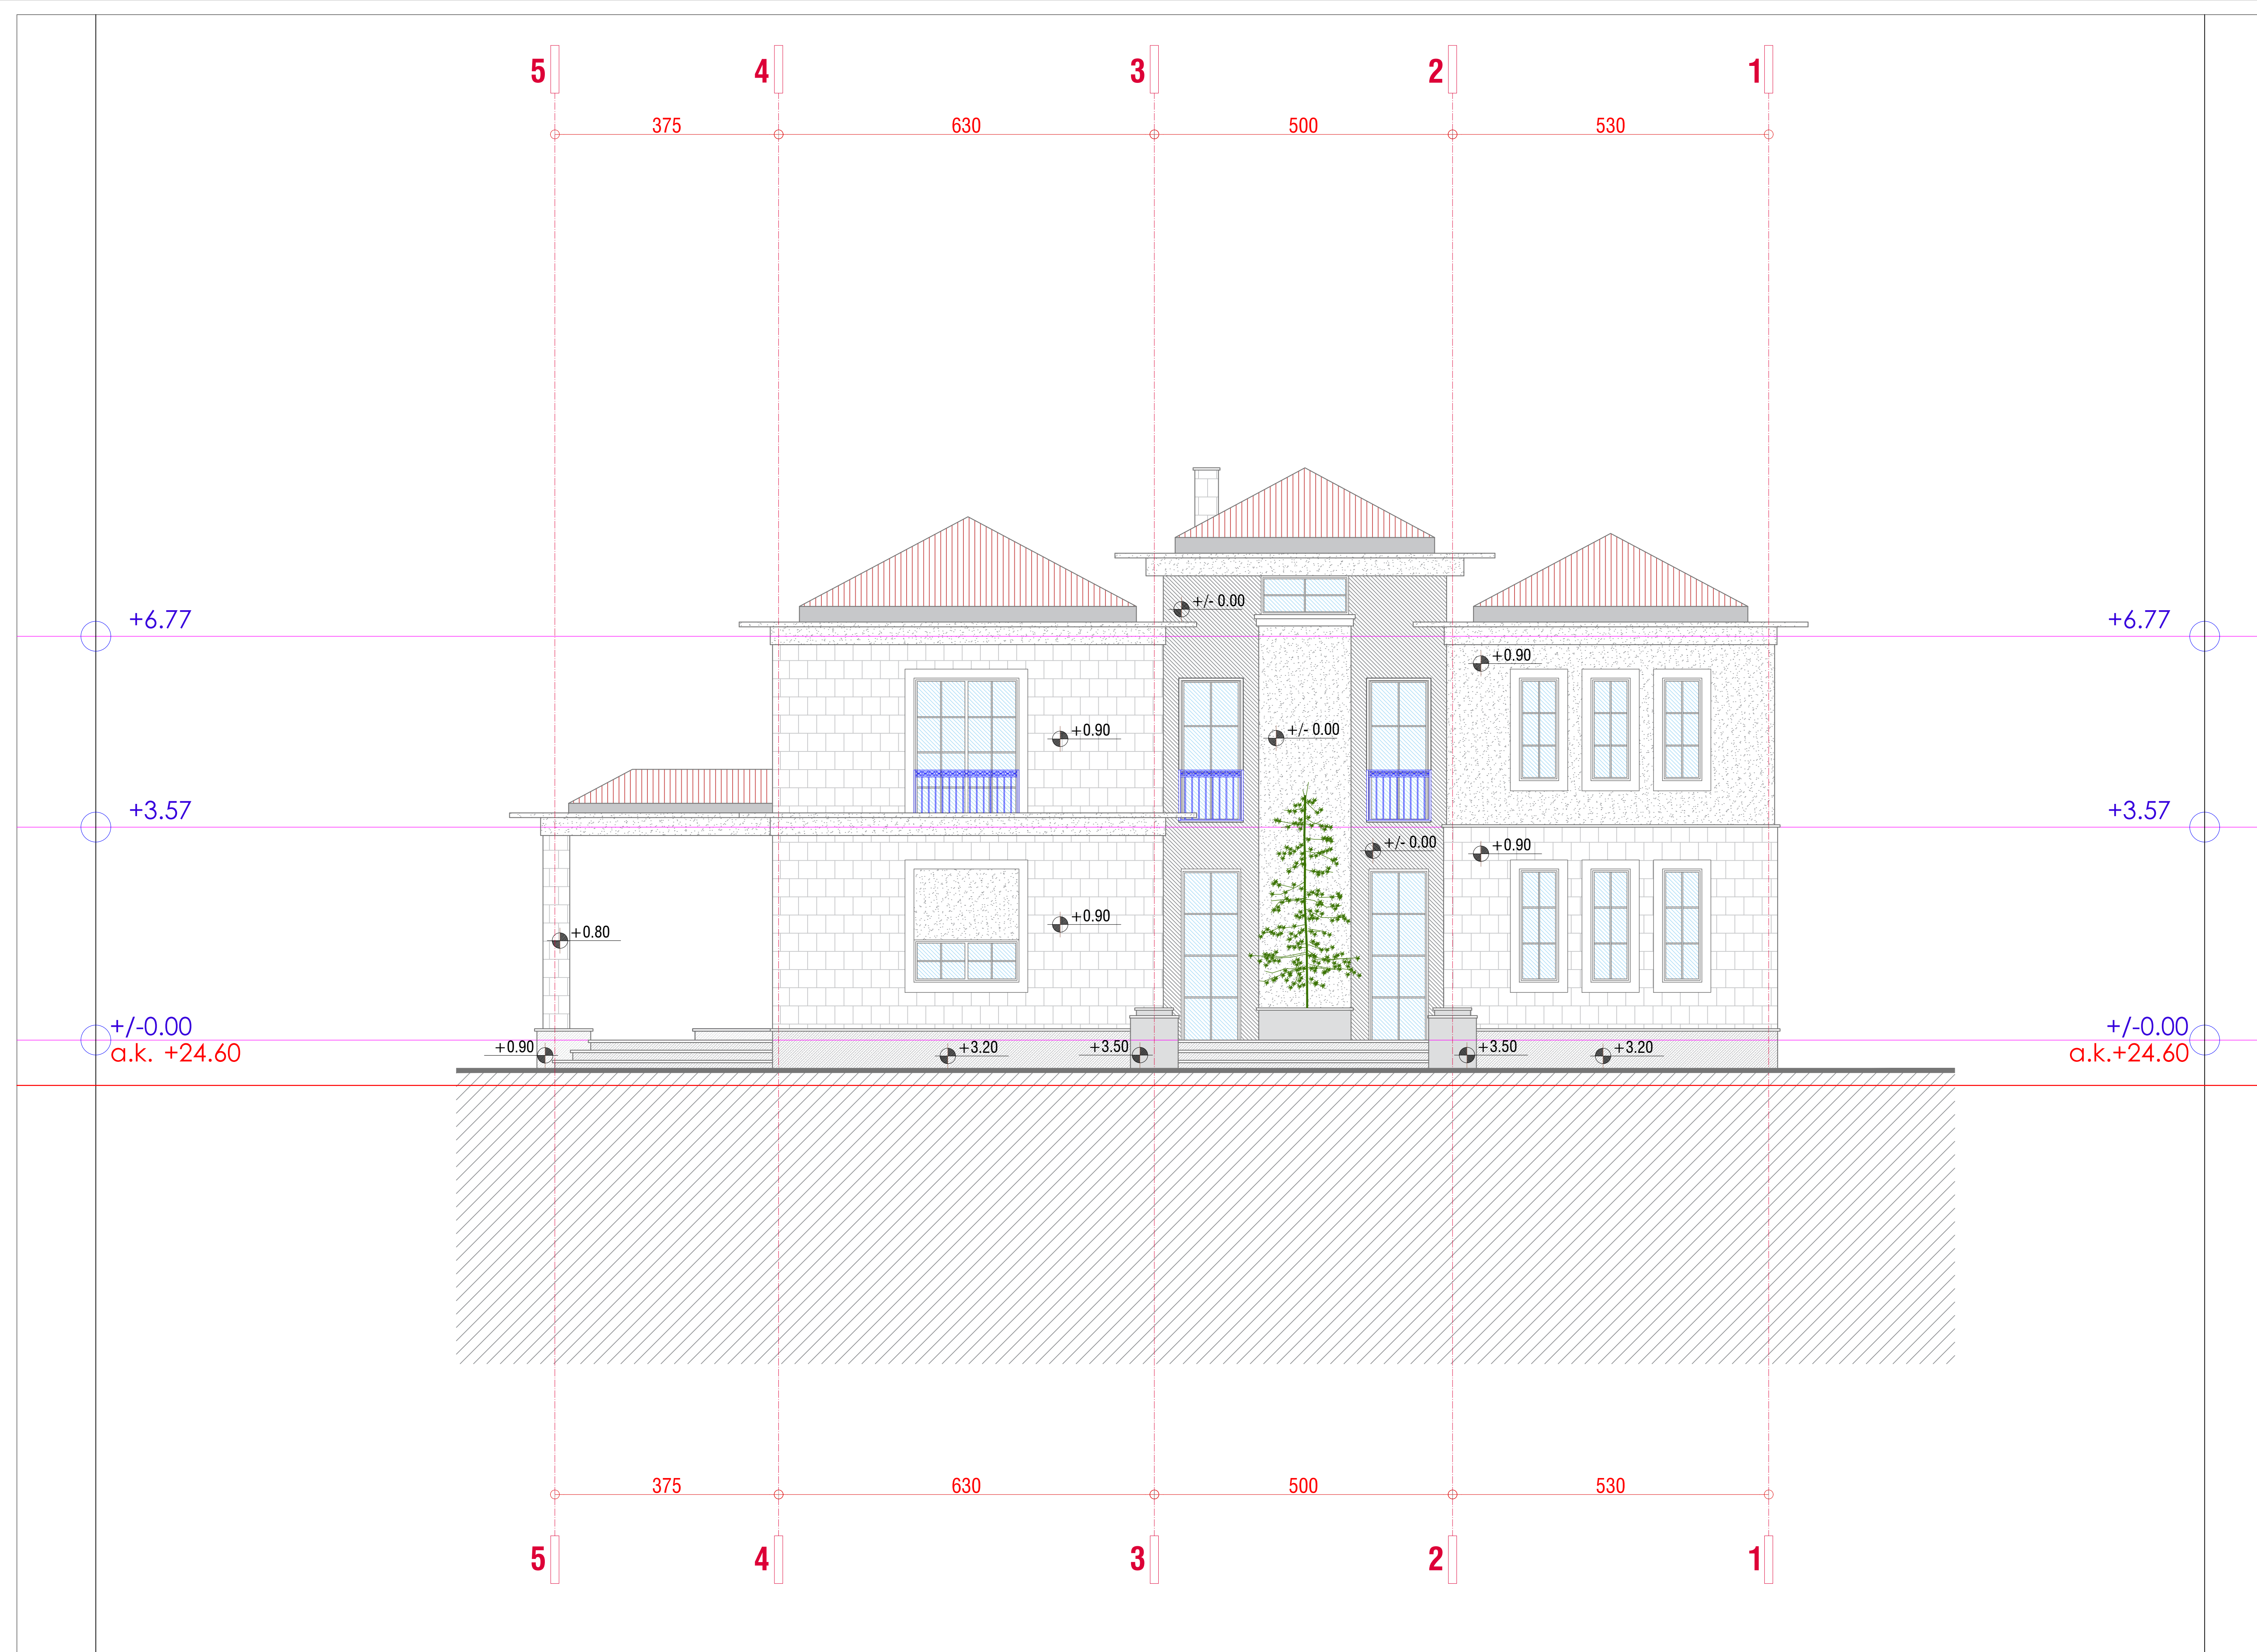 5 4 3 2 1
375 630 500 530
+/- 0.00
+6.77 +6.77
+0.90
+0.90 +/- 0.00
+3.57 +3.57
+/- 0.00 +0.90
+0.90
+0.80
+/-0.00 +/-0.00
+0.90 +3.20 +3.50 +3.50 +3.20
a.k. +24.60 a.k.+24.60
375 630 500 530
5 4 3 2 1